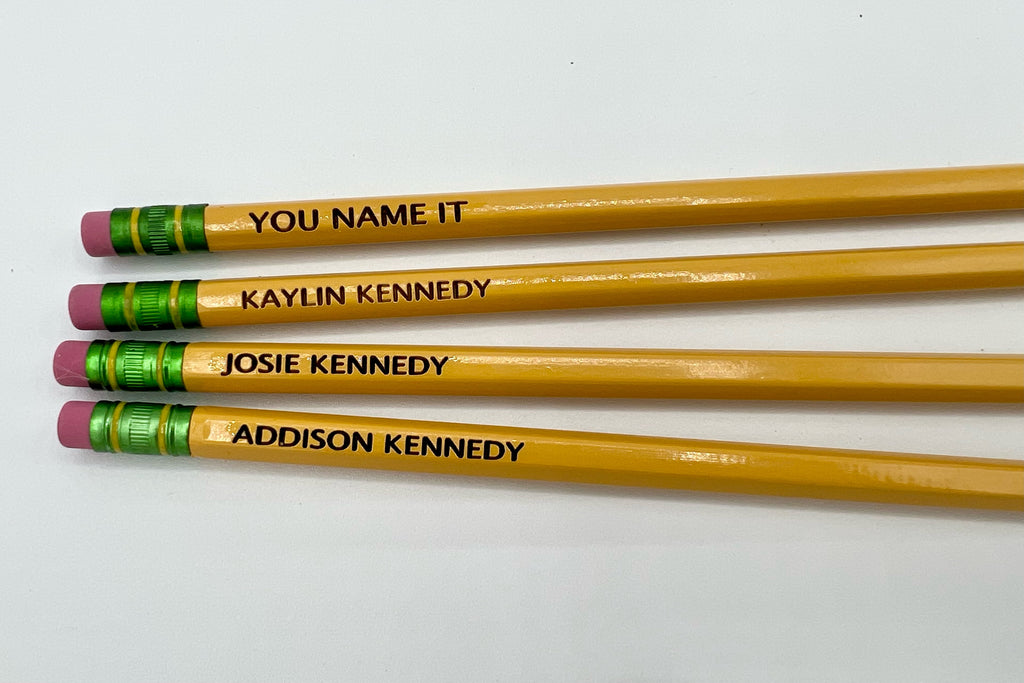 YOU NAME IT
KAYLIN KENNEDY
JOSIE KENNEDY
ADDISON KENNEDY